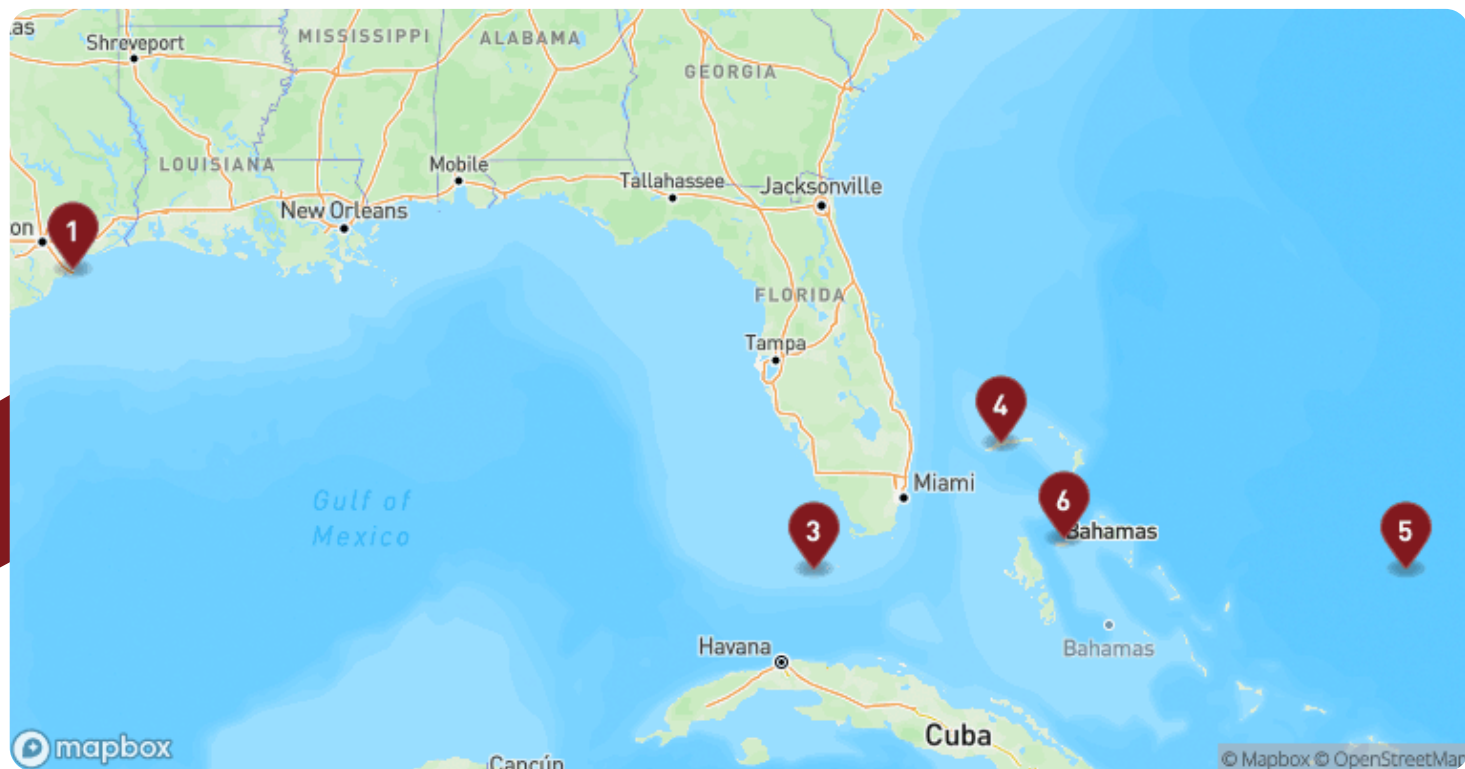 as
Shreveport
MISSISSIPPI
ALABAMA
GEORGIA
LOUISIANA
Mobile
Tallahassee
Jacksonville
New Orleans
on
1
FLORIDA
Tampa
4
Miami
Gulf of
Mexico
6
3
Bahamas
5
Havana
Bahamas
Cuba
mapbox
Cancún
© Mapbox © OpenStreetMap